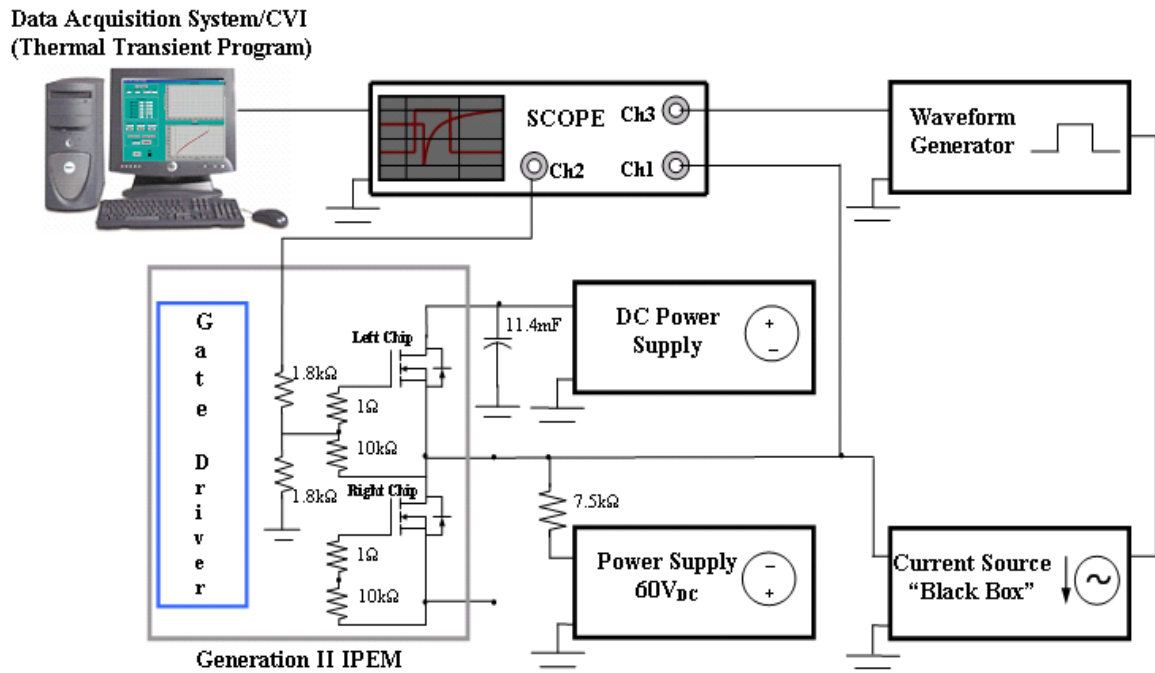 Data Acquisition System/CVI
(Thermal Transient Program)
SCOPE
Ch3
Ch2
Ch1
Waveform
Generator
Gate Driver
Left Chip
1.8kΩ
1Ω
10kΩ
1.8kΩ
Right Chip
1Ω
10kΩ
11.4mF
DC Power
Supply
+
−
7.5kΩ
Power Supply
60VDC
−
+
Current Source
“Black Box”
~
Generation II IPEM